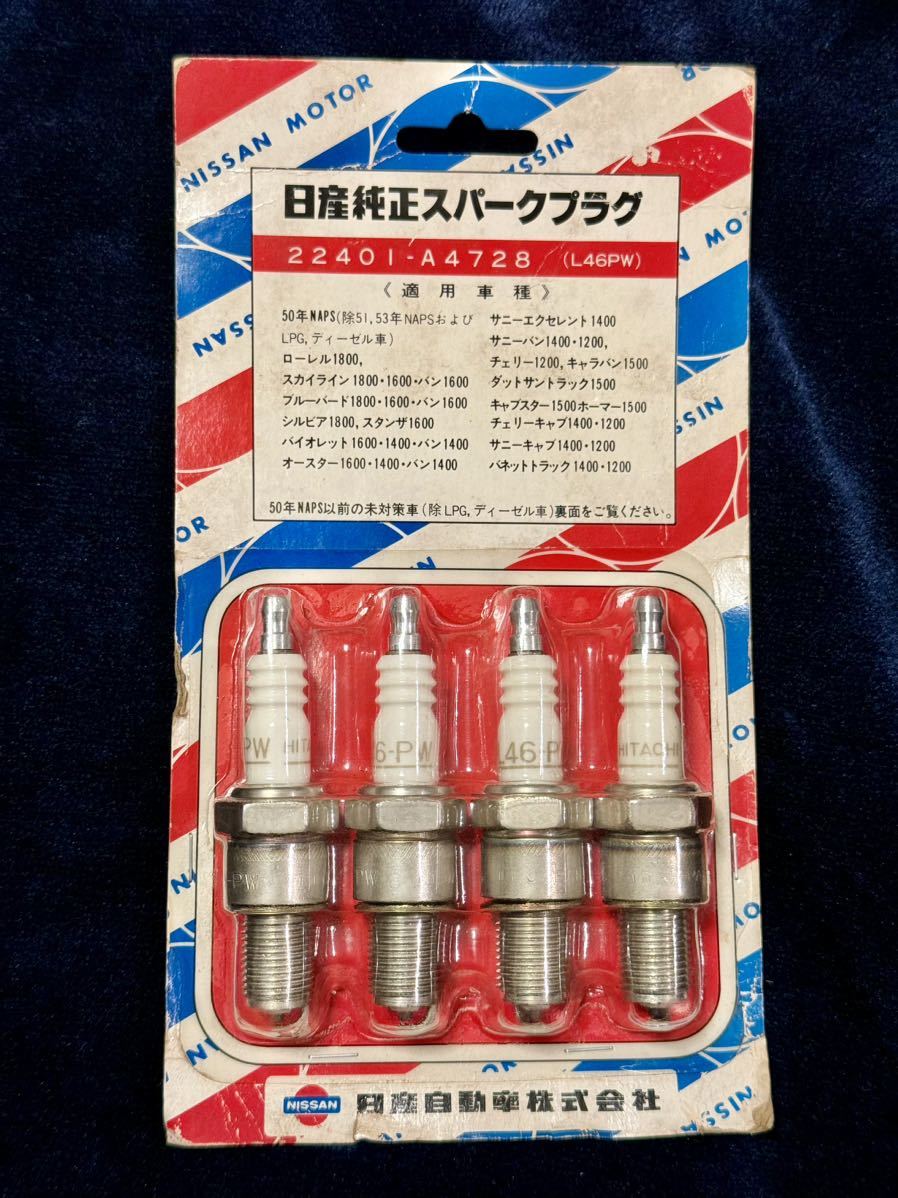 NISSAN MOTOR
NISSIN
日産純正スパークプラグ
22401-A4728 (L46PW)
《適用車種》
50年NAPS(除51,53年NAPSおよび
LPG,ディーゼル車)
ローレル1800,
スカイライン1800・1600・バン1600
ブルーバード1800・1600・バン1600
シルビア1800,スタンザ1600
バイオレット1600・1400・バン1400
オースター1600・1400・バン1400
サニーエクセレント1400
サニーバン1400・1200,
チェリー1200,キャラバン1500
ダットサントラック1500
キャブスター1500ホーマー1500
チェリーキャブ1400・1200
サニーキャブ1400・1200
バネットトラック1400・1200
50年NAPS以前の未対策車(除LPG,ディーゼル車)裏面をご覧ください。
PW HITA
6-PW
L46-P
HITACHI
NISSAN 日産自動車株式会社